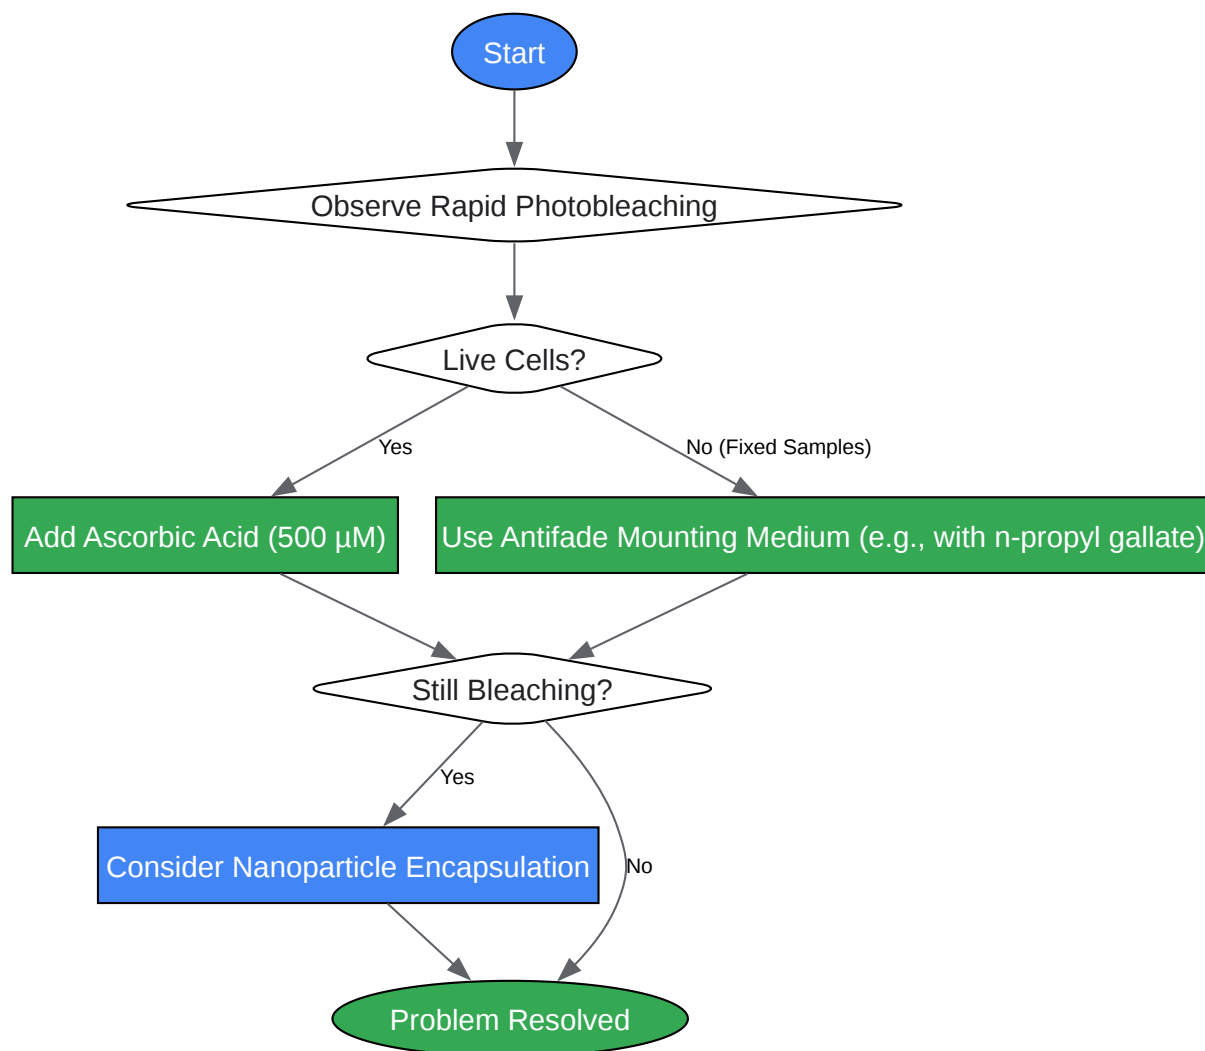 Start
Observe Rapid Photobleaching
Live Cells?
Yes
No (Fixed Samples)
Add Ascorbic Acid (500 µM)
Use Antifade Mounting Medium (e.g., with n-propyl gallate)
Still Bleaching?
Yes
Consider Nanoparticle Encapsulation
No
Problem Resolved